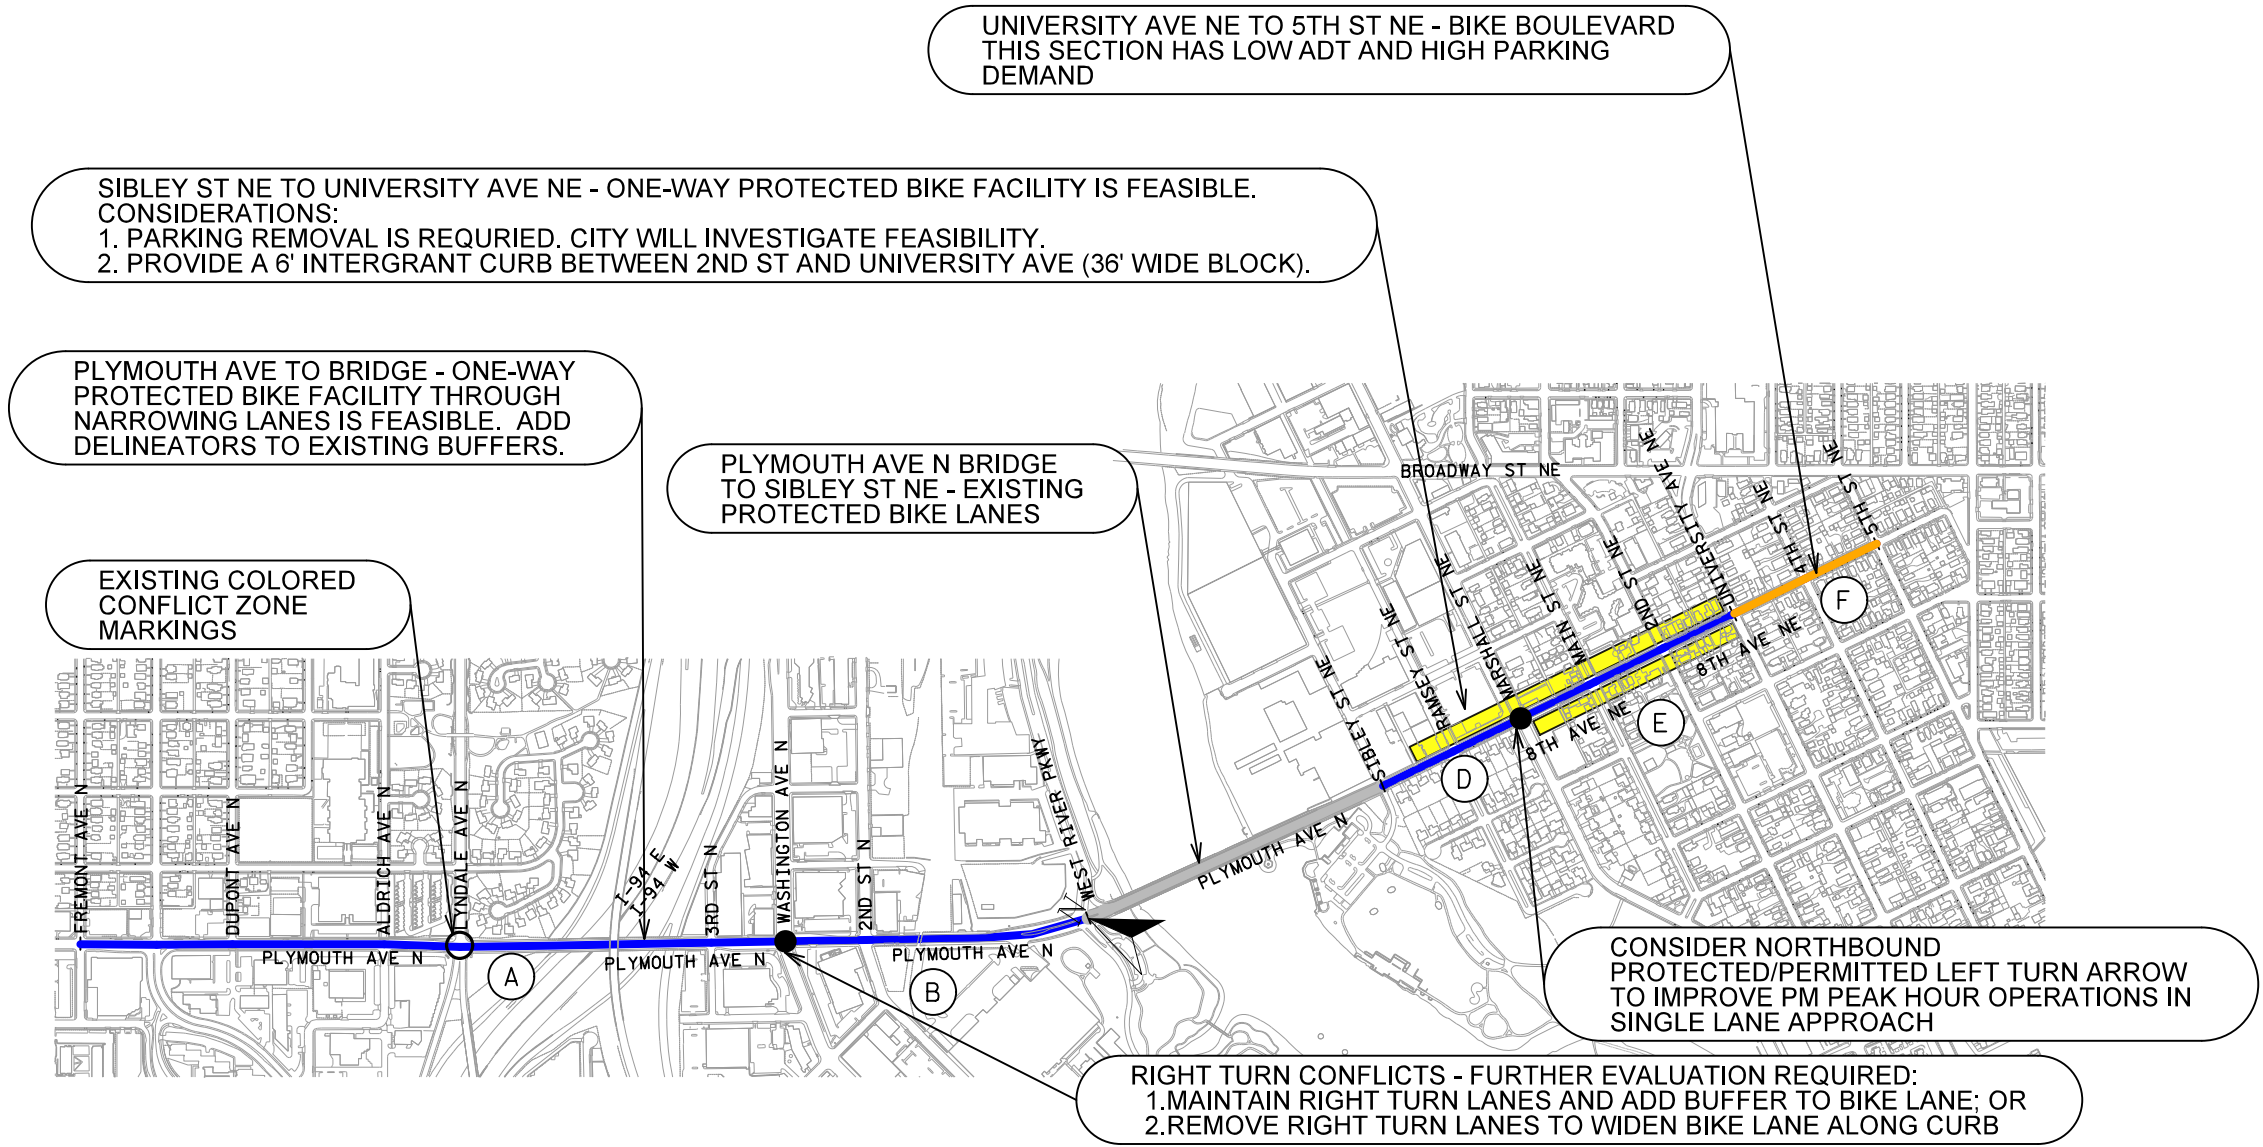 UNIVERSITY AVE NE TO 5TH ST NE - BIKE BOULEVARD
THIS SECTION HAS LOW ADT AND HIGH PARKING
DEMAND
SIBLEY ST NE TO UNIVERSITY AVE NE - ONE-WAY PROTECTED BIKE FACILITY IS FEASIBLE.
CONSIDERATIONS:
1. PARKING REMOVAL IS REQURIED. CITY WILL INVESTIGATE FEASIBILITY.
2. PROVIDE A 6' INTERGRANT CURB BETWEEN 2ND ST AND UNIVERSITY AVE (36' WIDE BLOCK).
PLYMOUTH AVE TO BRIDGE - ONE-WAY
PROTECTED BIKE FACILITY THROUGH
NARROWING LANES IS FEASIBLE. ADD
DELINEATORS TO EXISTING BUFFERS.
PLYMOUTH AVE N BRIDGE
TO SIBLEY ST NE - EXISTING
PROTECTED BIKE LANES
EXISTING COLORED
CONFLICT ZONE
MARKINGS
BROADWAY ST NE
SIBLEY ST NE
RAMSEY ST NE
MARSHALL ST NE
MAIN ST NE
2ND ST NE
UNIVERSITY AVE NE
4TH ST NE
5TH ST NE
8TH AVE NE
8TH AVE NE
F
E
D
FREMONT AVE N
DUPONT AVE N
ALDRICH AVE N
LYNDALE AVE N
I-94 E
I-94 W
3RD ST N
WASHINGTON AVE N
2ND ST N
WEST RIVER PKWY
PLYMOUTH AVE N
PLYMOUTH AVE N
PLYMOUTH AVE N
PLYMOUTH AVE N
N
A
B
CONSIDER NORTHBOUND
PROTECTED/PERMITTED LEFT TURN ARROW
TO IMPROVE PM PEAK HOUR OPERATIONS IN
SINGLE LANE APPROACH
RIGHT TURN CONFLICTS - FURTHER EVALUATION REQUIRED:
1.MAINTAIN RIGHT TURN LANES AND ADD BUFFER TO BIKE LANE; OR
2.REMOVE RIGHT TURN LANES TO WIDEN BIKE LANE ALONG CURB